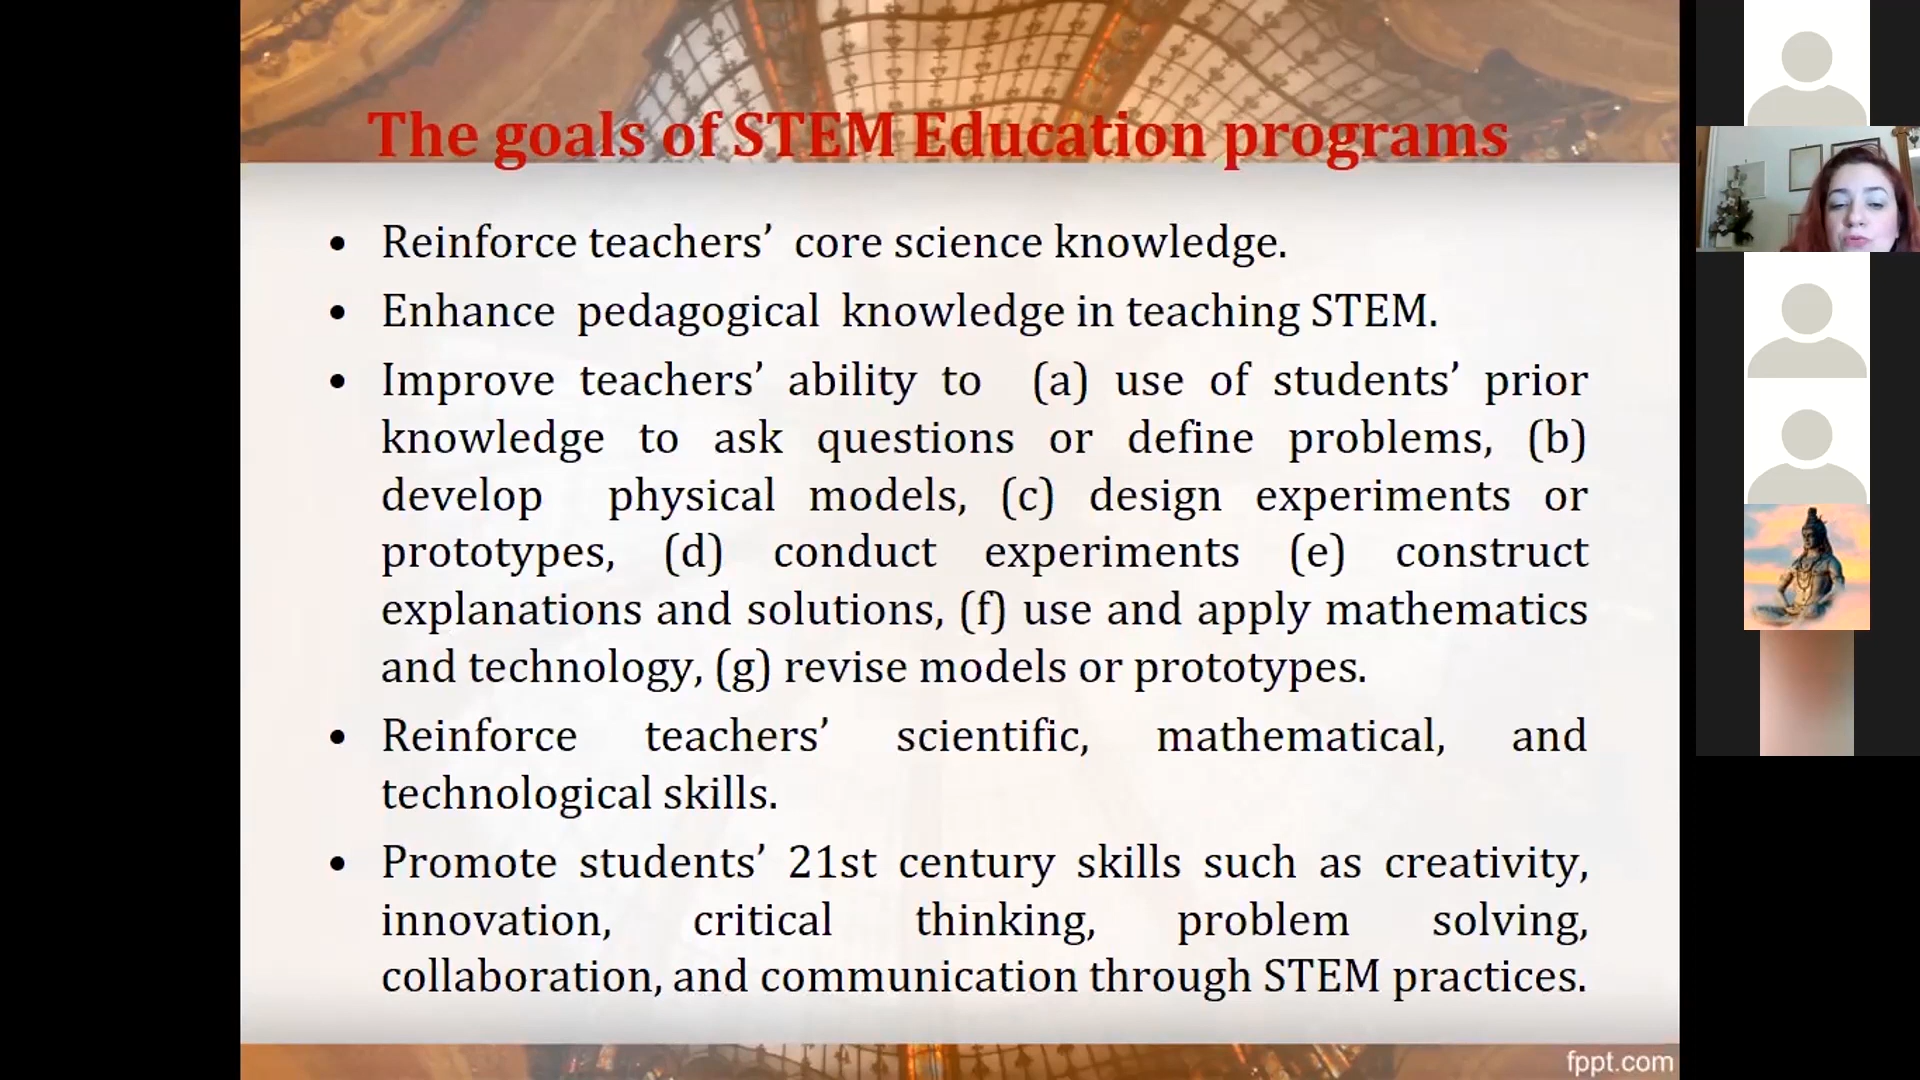 The goals of STEM Education programs
• Reinforce teachers’ core science knowledge.
• Enhance pedagogical knowledge in teaching STEM.
• Improve teachers’ ability to (a) use of students’ prior
knowledge to ask questions or define problems, (b)
develop physical models, (c) design experiments or
prototypes, (d) conduct experiments (e) construct
explanations and solutions, (f) use and apply mathematics
and technology, (g) revise models or prototypes.
• Reinforce teachers’ scientific, mathematical, and
technological skills.
• Promote students’ 21st century skills such as creativity,
innovation, critical thinking, problem solving,
collaboration, and communication through STEM practices.
fppt.com